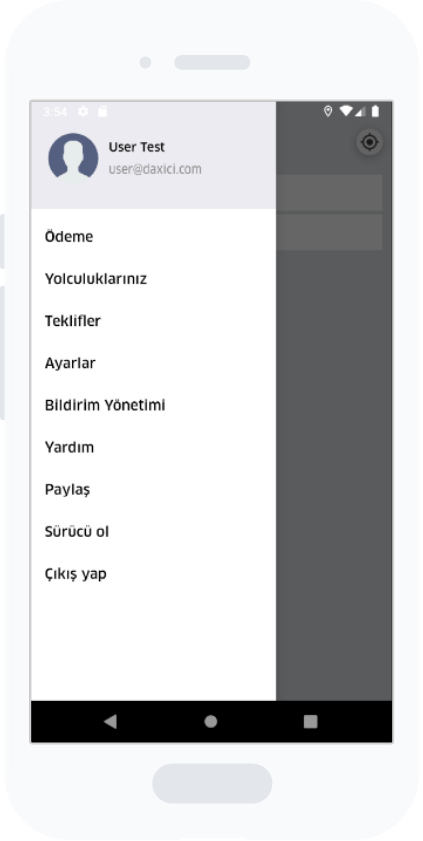 3:54
User Test
user@daxici.com
Ödeme
Yolculuklarınız
Teklifler
Ayarlar
Bildirim Yönetimi
Yardım
Paylaş
Sürücü ol
Çıkış yap